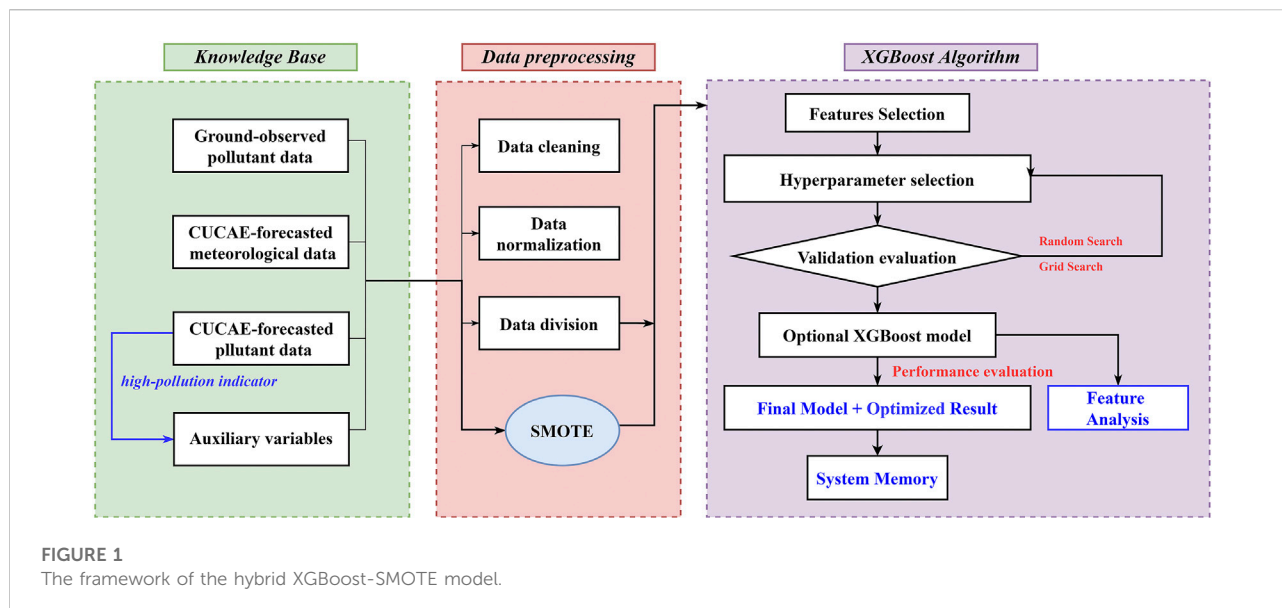 Knowledge Base
Ground-observed
pollutant data
CUCAE-forecasted
meteorological data
CUCAE-forecasted
pllutant data
high-pollution indicator
Auxiliary variables
Data preprocessing
Data cleaning
Data
normalization
Data division
SMOTE
XGBoost Algorithm
Features Selection
Hyperparameter selection
Validation evaluation
Random Search
Grid Search
Optional XGBoost model
Performance evaluation
Final Model + Optimized Result
Feature
Analysis
System Memory
FIGURE 1
The framework of the hybrid XGBoost-SMOTE model.